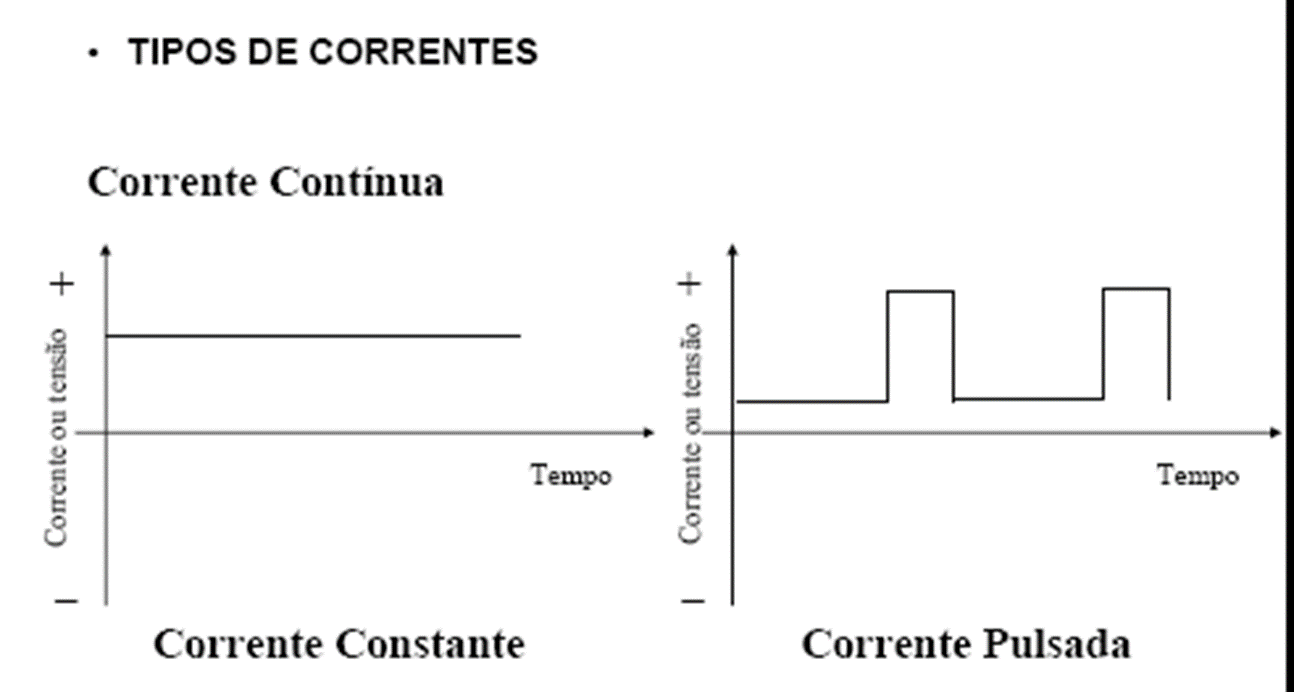 • TIPOS DE CORRENTES
Corrente Contínua
+
Corrente ou tensão
Tempo
–
Corrente Constante
+
Corrente ou tensão
Tempo
–
Corrente Pulsada